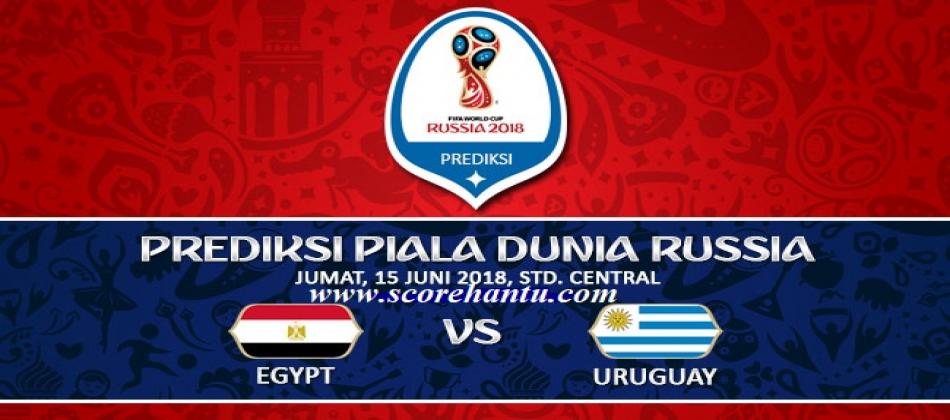 FIFA WORLD CUP
RUSSIA 2018
PREDIKSI
PREDIKSI PIALA DUNIA RUSSIA
JUMAT, 15 JUNI 2018, STD. CENTRAL
www.scorehantu.com
VS
EGYPT
URUGUAY